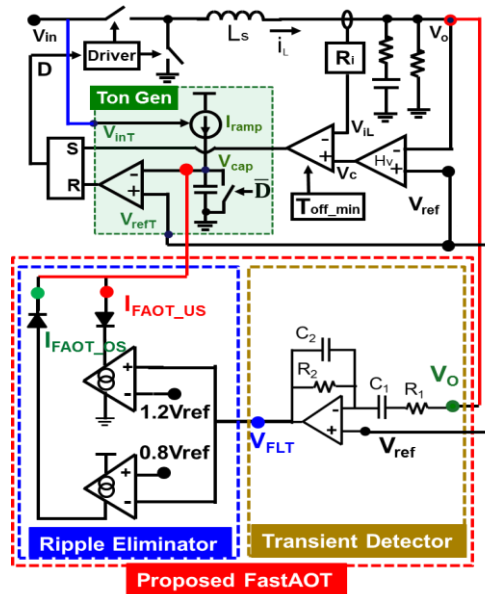 Vin
Ls
iL
Vo
D
Driver
Ri
Ton Gen
Iramp
VinT
ViL
S
Vcap
Hv
Vc
R
D̅
Toff_min
Vref
VrefT
IFAOT_US
IFAOT_OS
C2
R2
C1
R1
VO
1.2Vref
VFLT
Vref
0.8Vref
Ripple Eliminator
Transient Detector
Proposed FastAOT